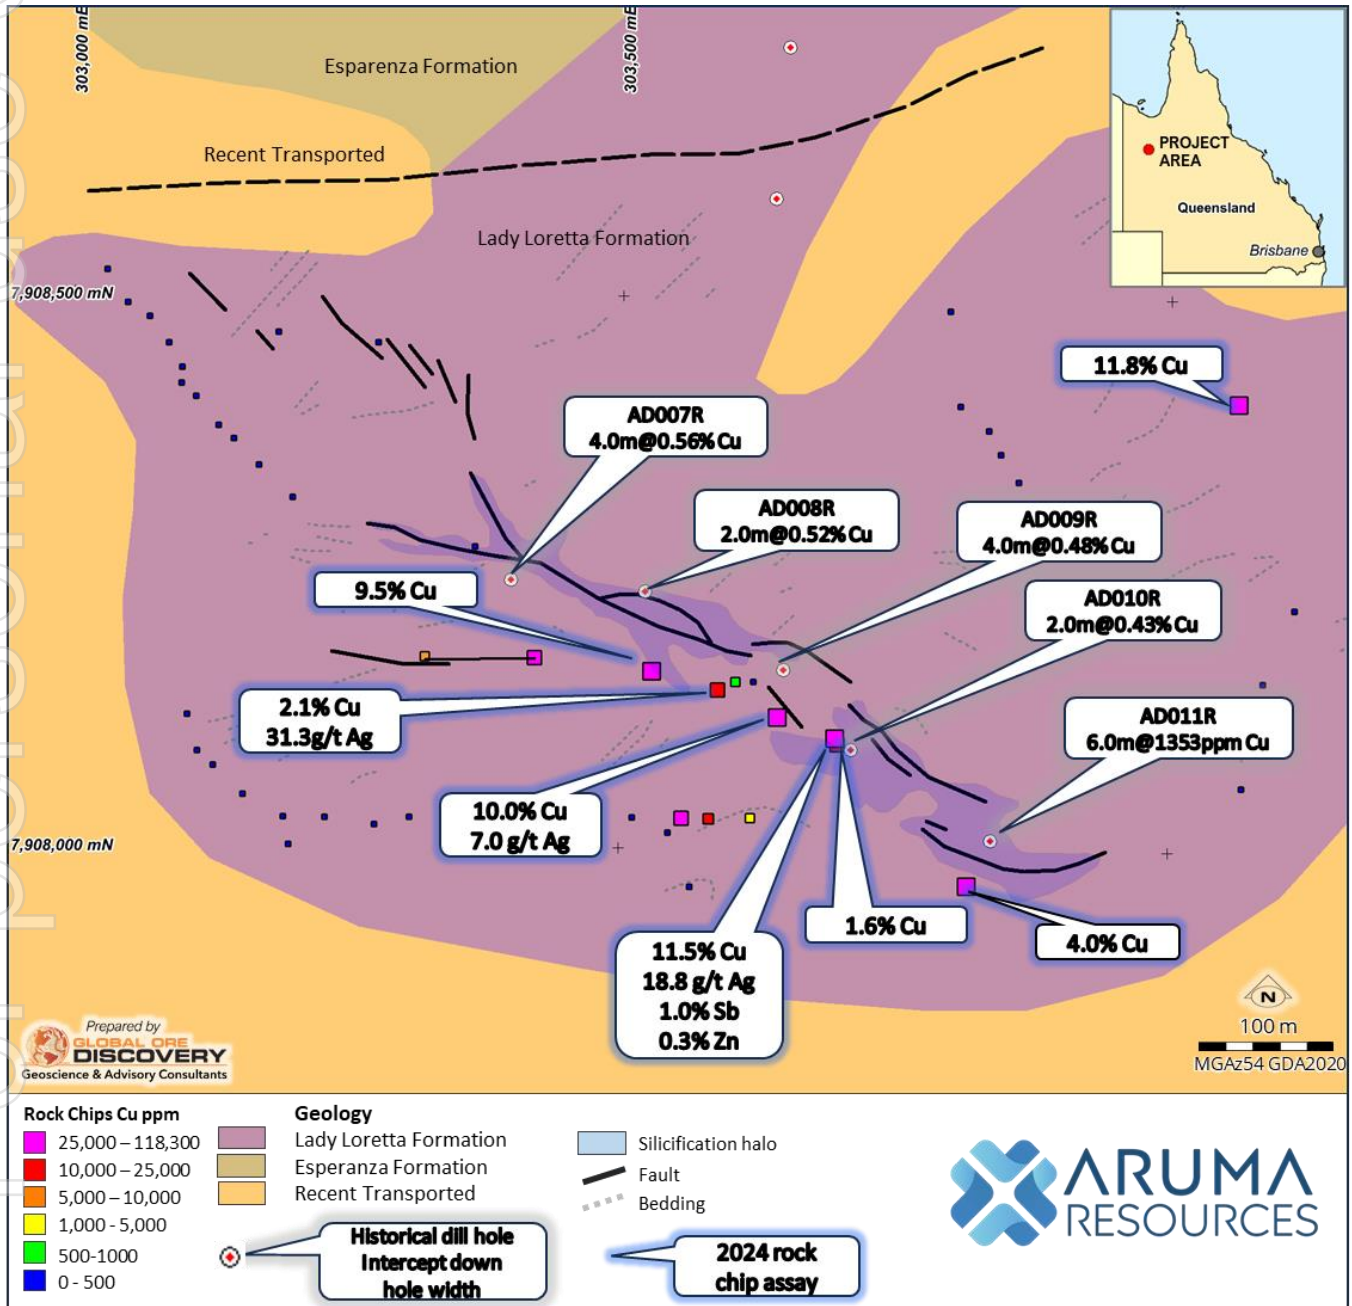 303,000 mE
303,500 mE
Esparenza Formation
Recent Transported
Lady Loretta Formation
PROJECT
AREA
Queensland
Brisbane
7,908,500 mN
11.8% Cu
AD007R
4.0m@0.56% Cu
AD008R
2.0m@0.52% Cu
AD009R
4.0m@0.48% Cu
9.5% Cu
AD010R
2.0m@0.43% Cu
2.1% Cu
31.3g/t Ag
AD011R
6.0m@1353ppm Cu
10.0% Cu
7.0 g/t Ag
7,908,000 mN
1.6% Cu
4.0% Cu
11.5% Cu
18.8 g/t Ag
1.0% Sb
0.3% Zn
N
100 m
MGAz54 GDA2020
Prepared by
GLOBAL ORE
DISCOVERY
Geoscience & Advisory Consultants
Rock Chips Cu ppm
25,000 – 118,300
10,000 – 25,000
5,000 – 10,000
1,000 - 5,000
500-1000
0 - 500
Geology
Lady Loretta Formation
Esperanza Formation
Recent Transported
Silicification halo
Fault
Bedding
Historical dill hole
Intercept down
hole width
2024 rock
chip assay
ARUMA
RESOURCES